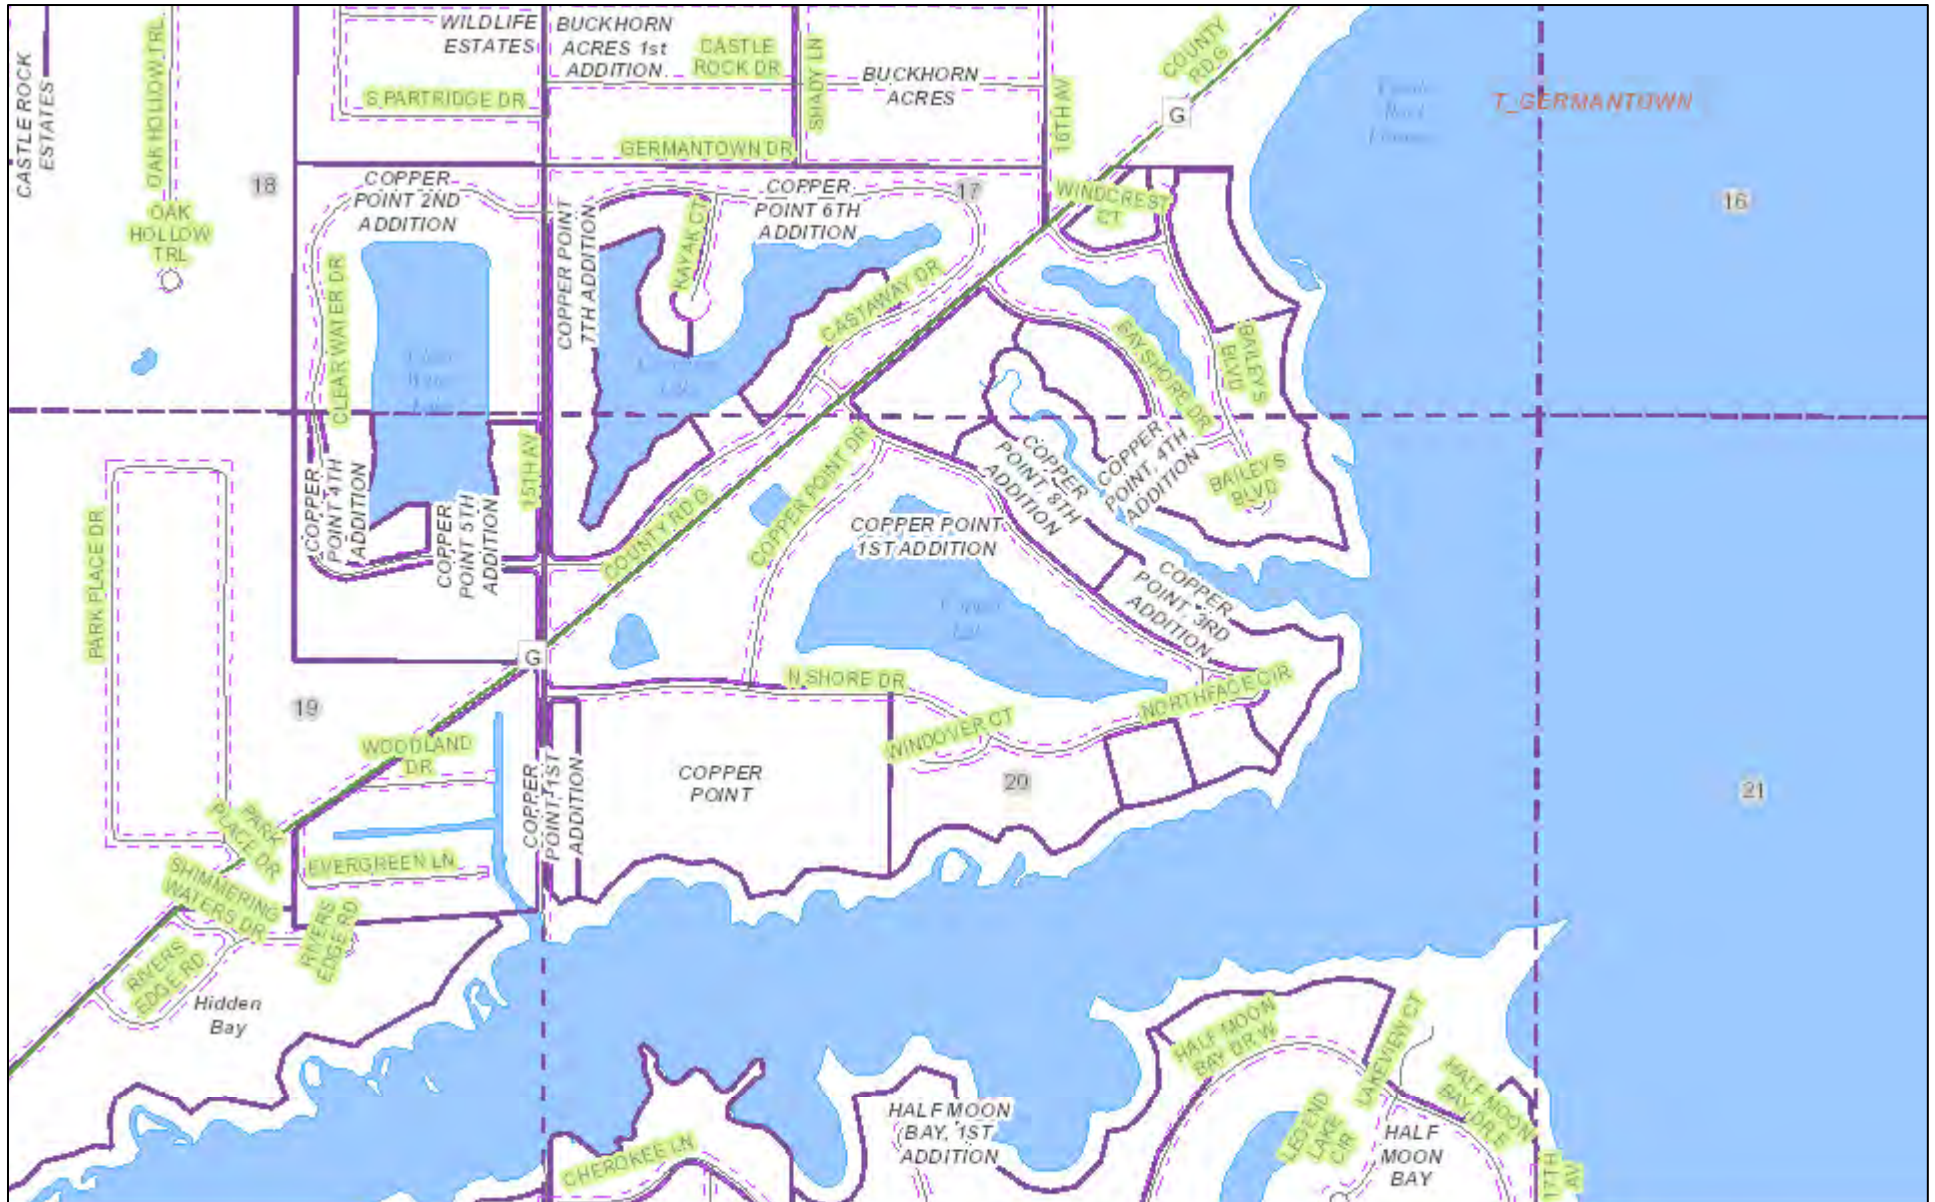 CASTLE ROCK
ESTATES
OAK HOLLOW TRL
WILDLIFE
ESTATES
BUCKHORN
ACRES 1st
ADDITION
CASTLE
ROCK DR
SHADY LN
BUCKHORN
ACRES
16TH AV
COUNTY
RD G
G
T_GERMANTOWN
S PARTRIDGE DR
GERMANTOWN DR
18
COPPER
POINT 2ND
ADDITION
COPPER POINT
7TH ADDITION
KAYAK CT
COPPER
POINT 6TH
ADDITION
17
WINDCREST
CT
16
OAK
HOLLOW
TRL
CLEAR WATER DR
CASTAWAY DR
BAYSHORE DR
BAILEYS
BLVD
COPPER
POINT 4TH
ADDITION
COPPER
POINT 5TH
ADDITION
15TH AV
COUNTY RD G
COPPER POINT DR
COPPER POINT
1ST ADDITION
COPPER
POINT, 8TH
ADDITION
COPPER
POINT, 4TH
ADDITION
BAILEYS
BLVD
PARK PLACE DR
COPPER
POINT, 3RD
ADDITION
G
19
N SHORE DR
NORTHFACE CIR
WINDOVER CT
WOODLAND
DR
COPPER
POINT 1ST
ADDITION
COPPER
POINT
20
21
PARK
PLACE DR
EVERGREEN LN
SHIMMERING
WATERS DR
RIVERS
EDGE RD
RIVERS
EDGE RD
Hidden
Bay
HALF MOON
BAY DR W
LAKEVIEW CT
HALF MOON
BAY DR E
CHEROKEE LN
HALF MOON
BAY, 1ST
ADDITION
LEGEND
LAKE
CIR
HALF
MOON
BAY
17TH
AV